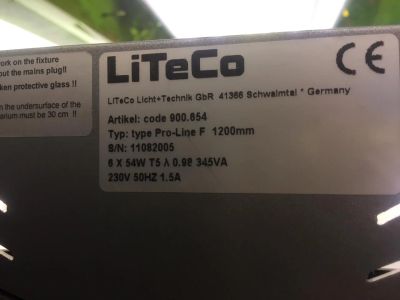 ork on the fixture
out the mains plug!!
ken protective glass !!
n the undersurface of the
arium must be 30 cm !!
LiTeCo
CE
LiTeCo Licht+Technik GbR 41366 Schwalmtal * Germany
Artikel: code 900.654
Typ: type Pro-Line F 1200mm
S/N: 11082005
6 X 54W T5 λ 0.98 345VA
230V 50HZ 1.5A